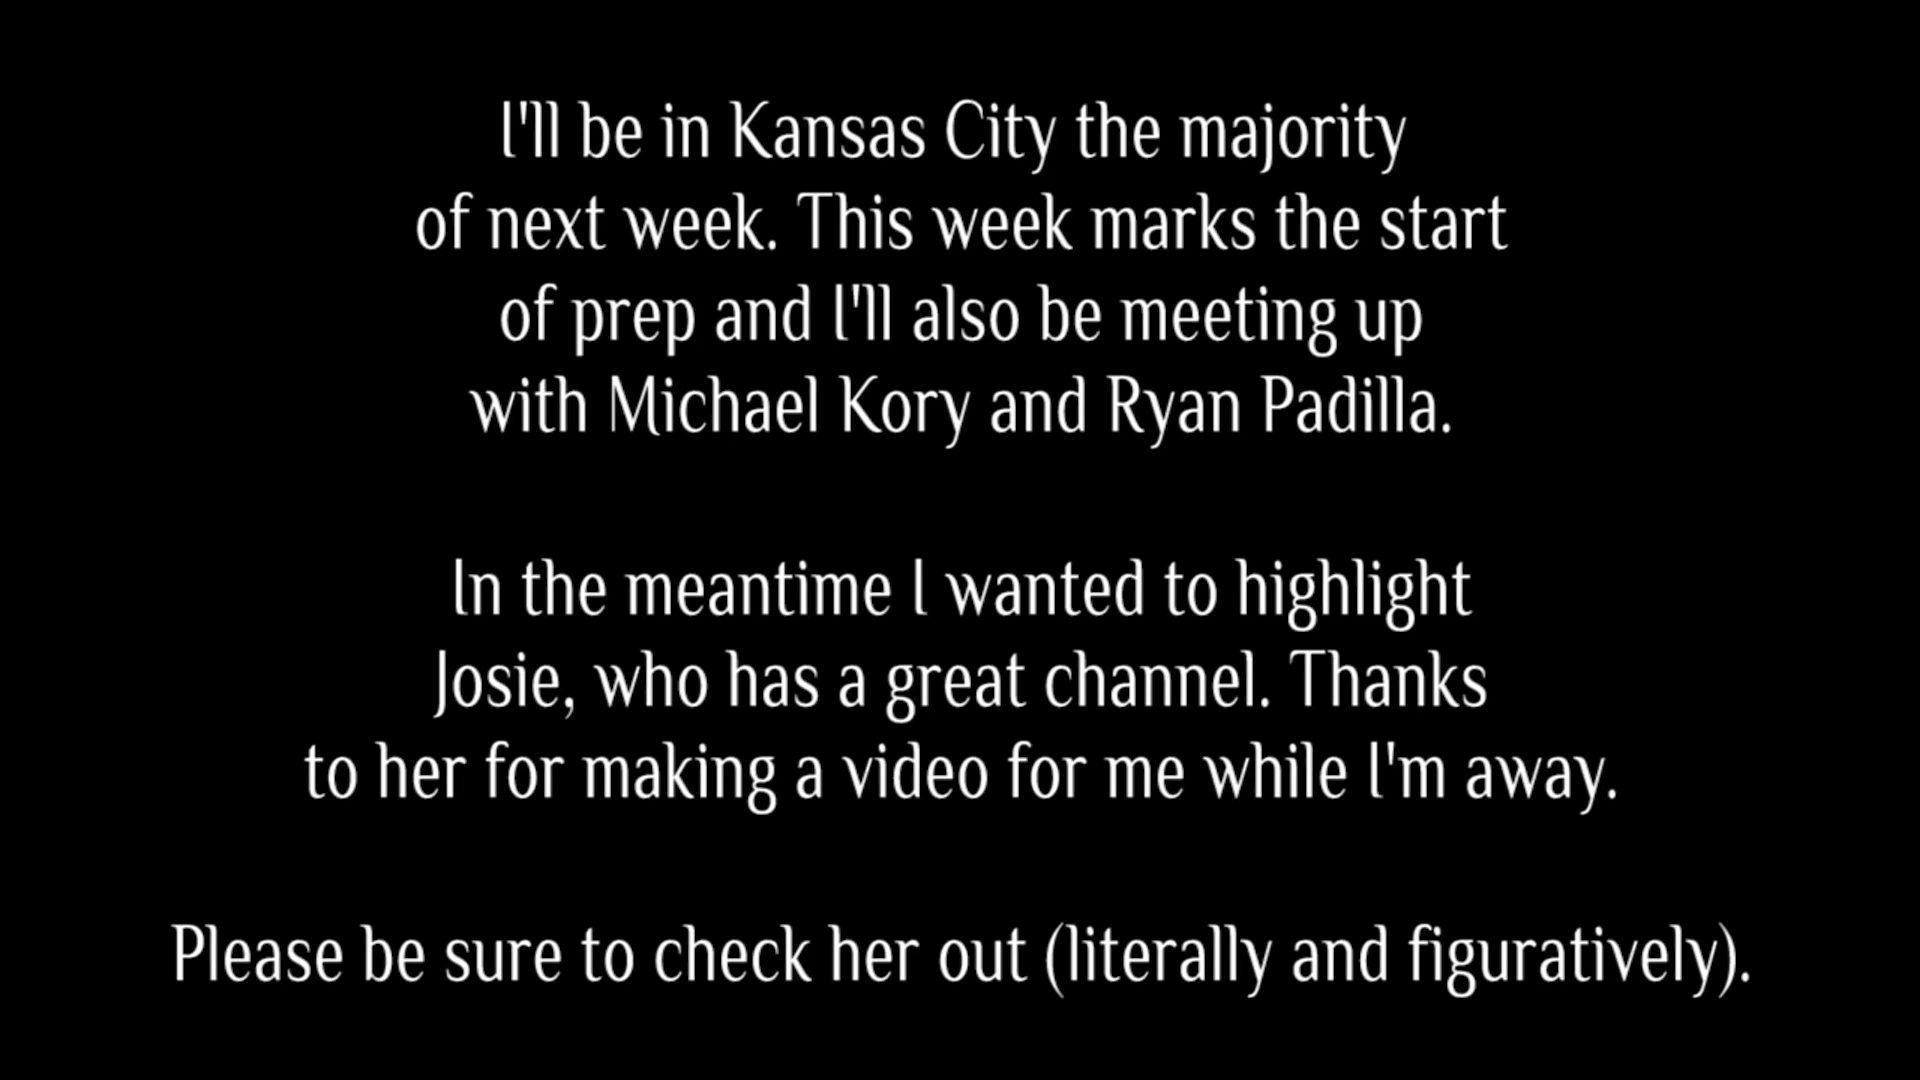 I'll be in Kansas City the majority
of next week. This week marks the start
of prep and I'll also be meeting up
with Michael Kory and Ryan Padilla.
In the meantime I wanted to highlight
Josie, who has a great channel. Thanks
to her for making a video for me while I'm away.
Please be sure to check her out (literally and figuratively).